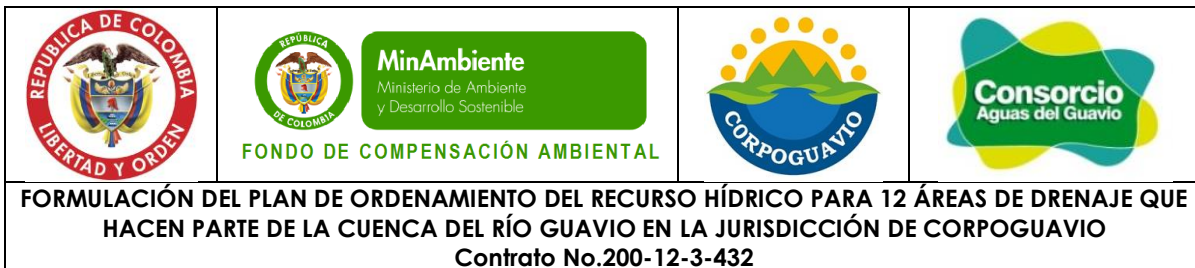 REPUBLICA DE COLOMBIA
LIBERTAD Y ORDEN
REPÚBLICA
DE COLOMBIA
MinAmbiente
Ministerio de Ambiente
y Desarrollo Sostenible
FONDO DE COMPENSACIÓN AMBIENTAL
CORPOGUAVIO
Consorcio
Aguas del Guavio
FORMULACIÓN DEL PLAN DE ORDENAMIENTO DEL RECURSO HÍDRICO PARA 12 ÁREAS DE DRENAJE QUE
HACEN PARTE DE LA CUENCA DEL RÍO GUAVIO EN LA JURISDICCIÓN DE CORPOGUAVIO
Contrato No.200-12-3-432